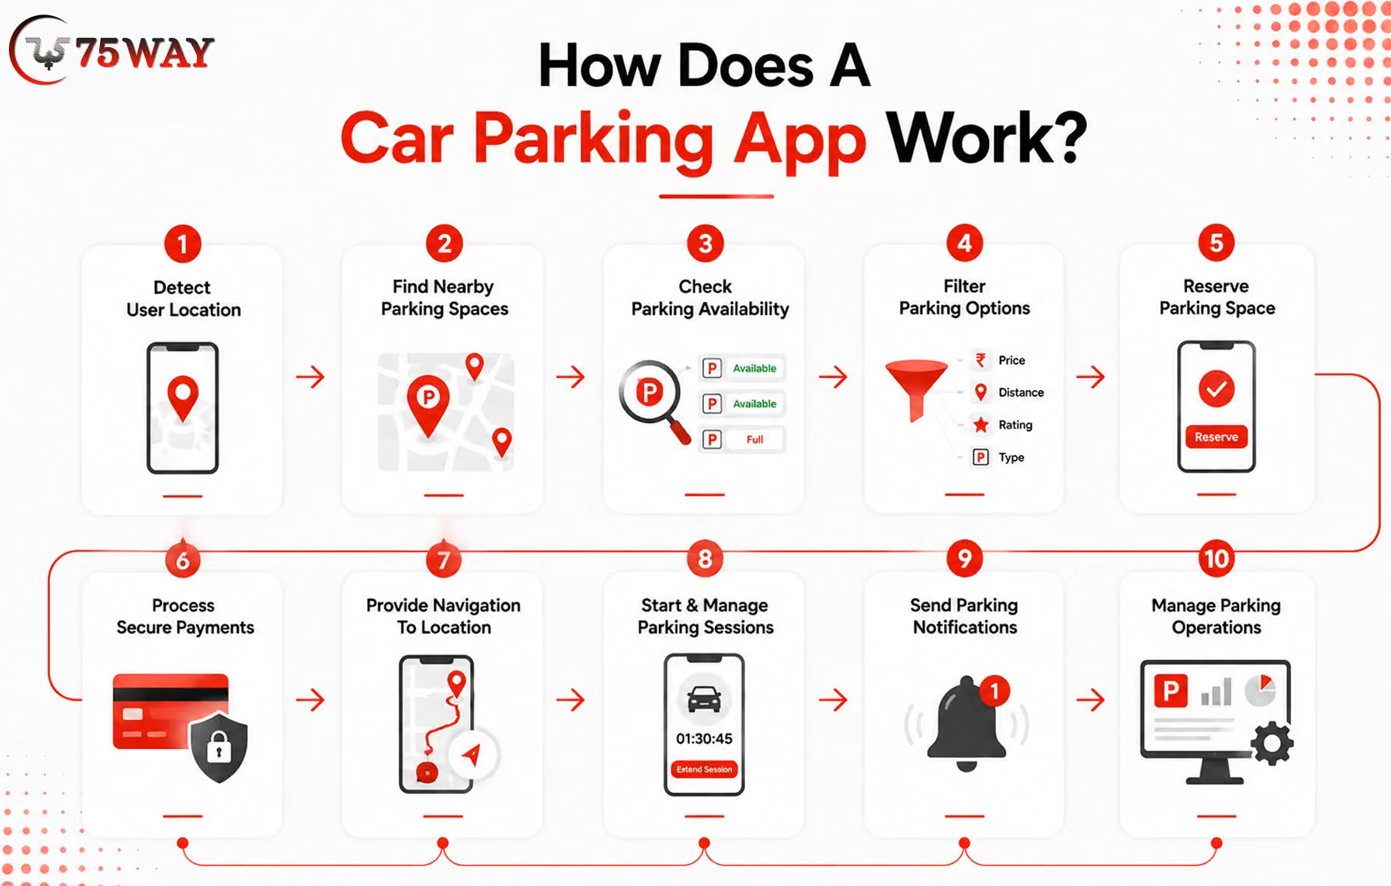 75WAY
How Does A
Car Parking App Work?
1
Detect
User Location
2
Find Nearby
Parking Spaces
P
3
Check
Parking Availability
P
P Available
P Available
P Full
4
Filter
Parking Options
₹ Price
Distance
Rating
P Type
5
Reserve
Parking Space
Reserve
6
Process
Secure Payments
7
Provide Navigation
To Location
8
Start & Manage
Parking Sessions
01:30:45
Extend Session
9
Send Parking
Notifications
1
10
Manage Parking
Operations
P